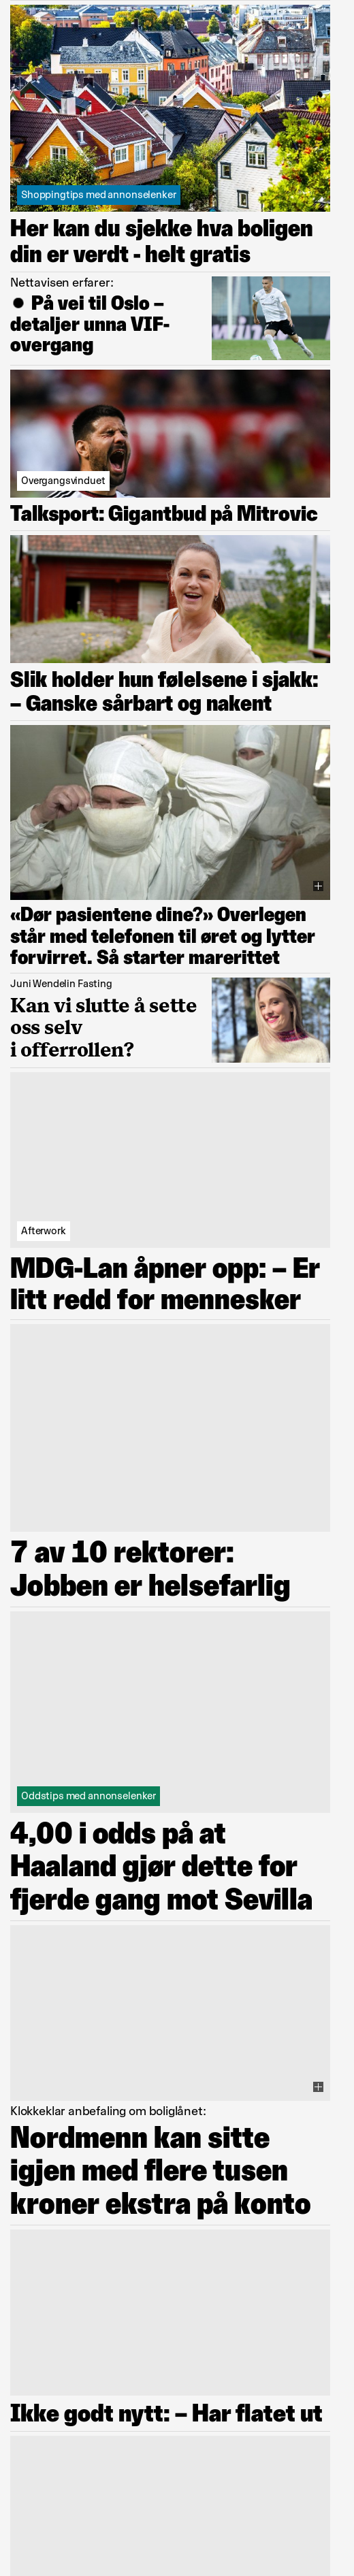 Shoppingtips med annonselenker
Her kan du sjekke hva boligen
din er verdt - helt gratis
Nettavisen erfarer:
● På vei til Oslo –
detaljer unna VIF-
overgang
Overgangsvinduet
Talksport: Gigantbud på Mitrovic
Slik holder hun følelsene i sjakk:
– Ganske sårbart og nakent
«Dør pasientene dine?» Overlegen
står med telefonen til øret og lytter
forvirret. Så starter marerittet
Juni Wendelin Fasting
Kan vi slutte å sette
oss selv
i offerrollen?
Afterwork
MDG-Lan åpner opp: – Er
litt redd for mennesker
7 av 10 rektorer:
Jobben er helsefarlig
Oddstips med annonselenker
4,00 i odds på at
Haaland gjør dette for
fjerde gang mot Sevilla
Klokkeklar anbefaling om boliglånet:
Nordmenn kan sitte
igjen med flere tusen
kroner ekstra på konto
Ikke godt nytt: – Har flatet ut